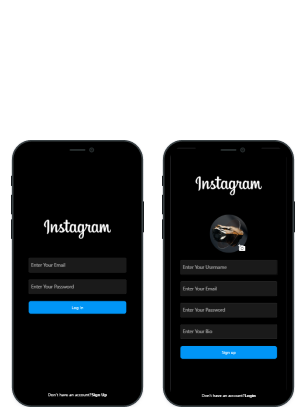 Instagram
Enter Your Email
Enter Your Password
Log in
Don't have an account?Sign Up
Instagram
Enter Your Username
Enter Your Email
Enter Your Password
Enter Your Bio
Sign up
Don't have an account?Login